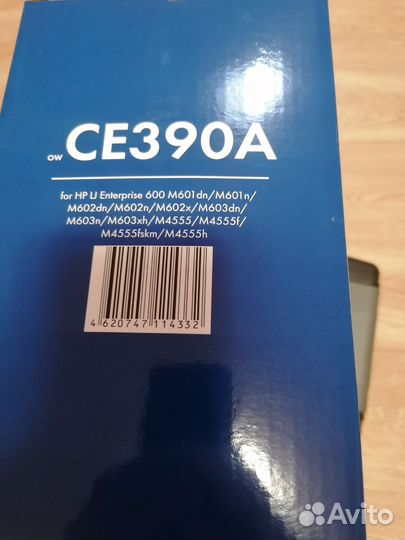 OW CE390A
for HP LJ Enterprise 600 M601dn/M601n/
M602dn/M602n/M602x/M603dn/
M603n/M603xh/M4555/M4555f/
M4555fskm/M4555h
4 620747 114332
Avito